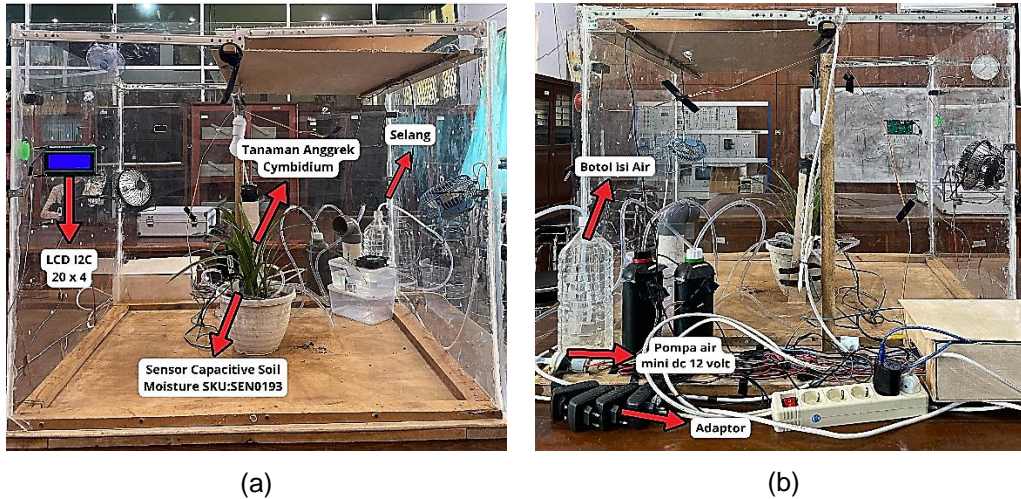 Tanaman Anggrek
Cymbidium
Selang
LCD I2C
20 x 4
Sensor Capacitive Soil
Moisture SKU:SEN0193
Botol isi Air
Pompa air
mini dc 12 volt
Adaptor
(a)
(b)